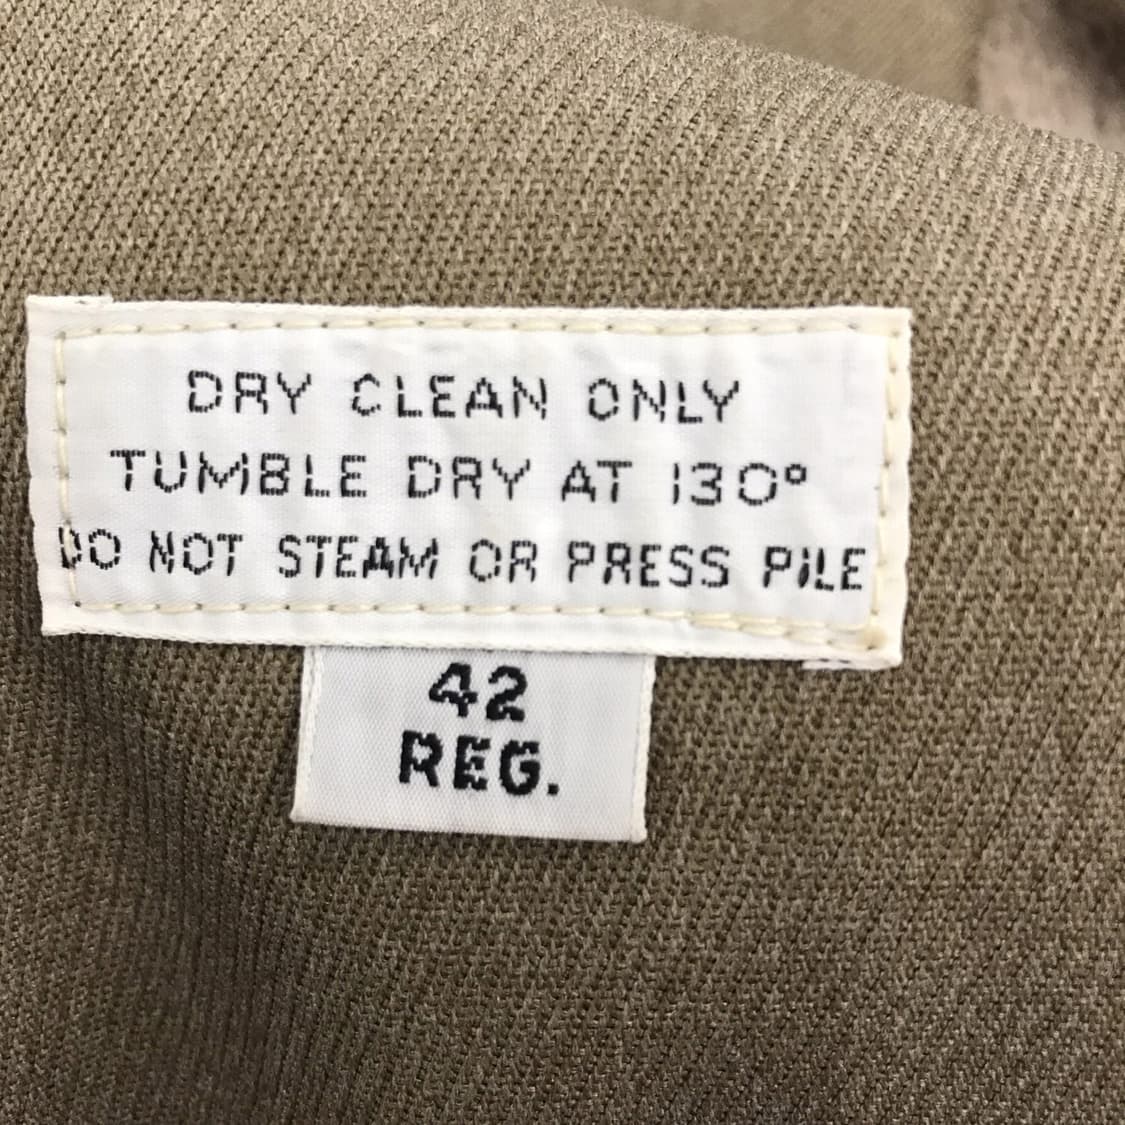 DRY CLEAN ONLY
TUMBLE DRY AT 130°
DO NOT STEAM OR PRESS PILE
42
REG.